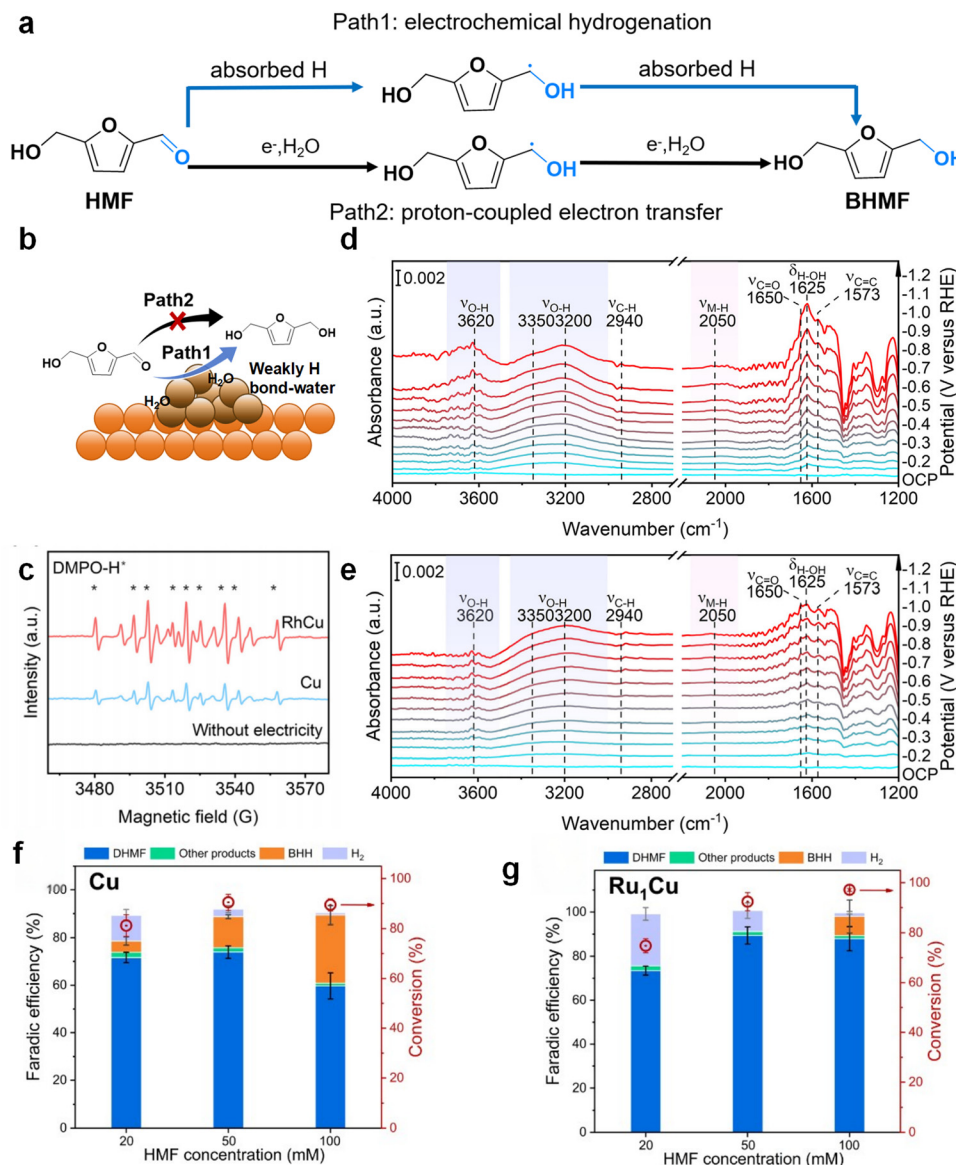 a
Path1: electrochemical hydrogenation
absorbed H
absorbed H
HO
O
OH
HO
O
O
HMF
e-,H2O
HO
O
OH
e-,H2O
HO
O
OH
BHMF
Path2: proton-coupled electron transfer
b
Path2
HO
O
OH
HO
O
O
Path1
Weakly H
bond-water
H2O
H2O
c
DMPO-H*
* * * * * * * * *
RhCu
Cu
Without electricity
Intensity (a.u.)
3480 3510 3540 3570
Magnetic field (G)
d
0.002
νO-H
3620
νO-H
3350 3200
νC-H
2940
νM-H
2050
νC=O
1650
δH-OH
1625
νC=C
1573
Absorbance (a.u.)
-1.2
-1.1
-1.0
-0.9
-0.8
-0.7
-0.6
-0.5
-0.4
-0.3
-0.2
OCP
Potential (V versus RHE)
4000 3600 3200 2800 2000 1600 1200
Wavenumber (cm-1)
e
0.002
νO-H
3620
νO-H
3350 3200
νC-H
2940
νM-H
2050
νC=O
1650
δH-OH
1625
νC=C
1573
Absorbance (a.u.)
-1.2
-1.0
-0.9
-0.8
-0.7
-0.6
-0.5
-0.4
-0.3
-0.2
OCP
Potential (V versus RHE)
4000 3600 3200 2800 2000 1600 1200
Wavenumber (cm-1)
f
DHMF Other products BHH H2
Cu
Faradic efficiency (%)
100
80
60
40
20
0
100
80
60
40
20
0
Conversion (%)
20 50 100
HMF concentration (mM)
g
DHMF Other products BHH H2
Ru1Cu
Faradic efficiency (%)
100
80
60
40
20
0
100
80
60
40
20
0
Conversion (%)
20 50 100
HMF concentration (mM)